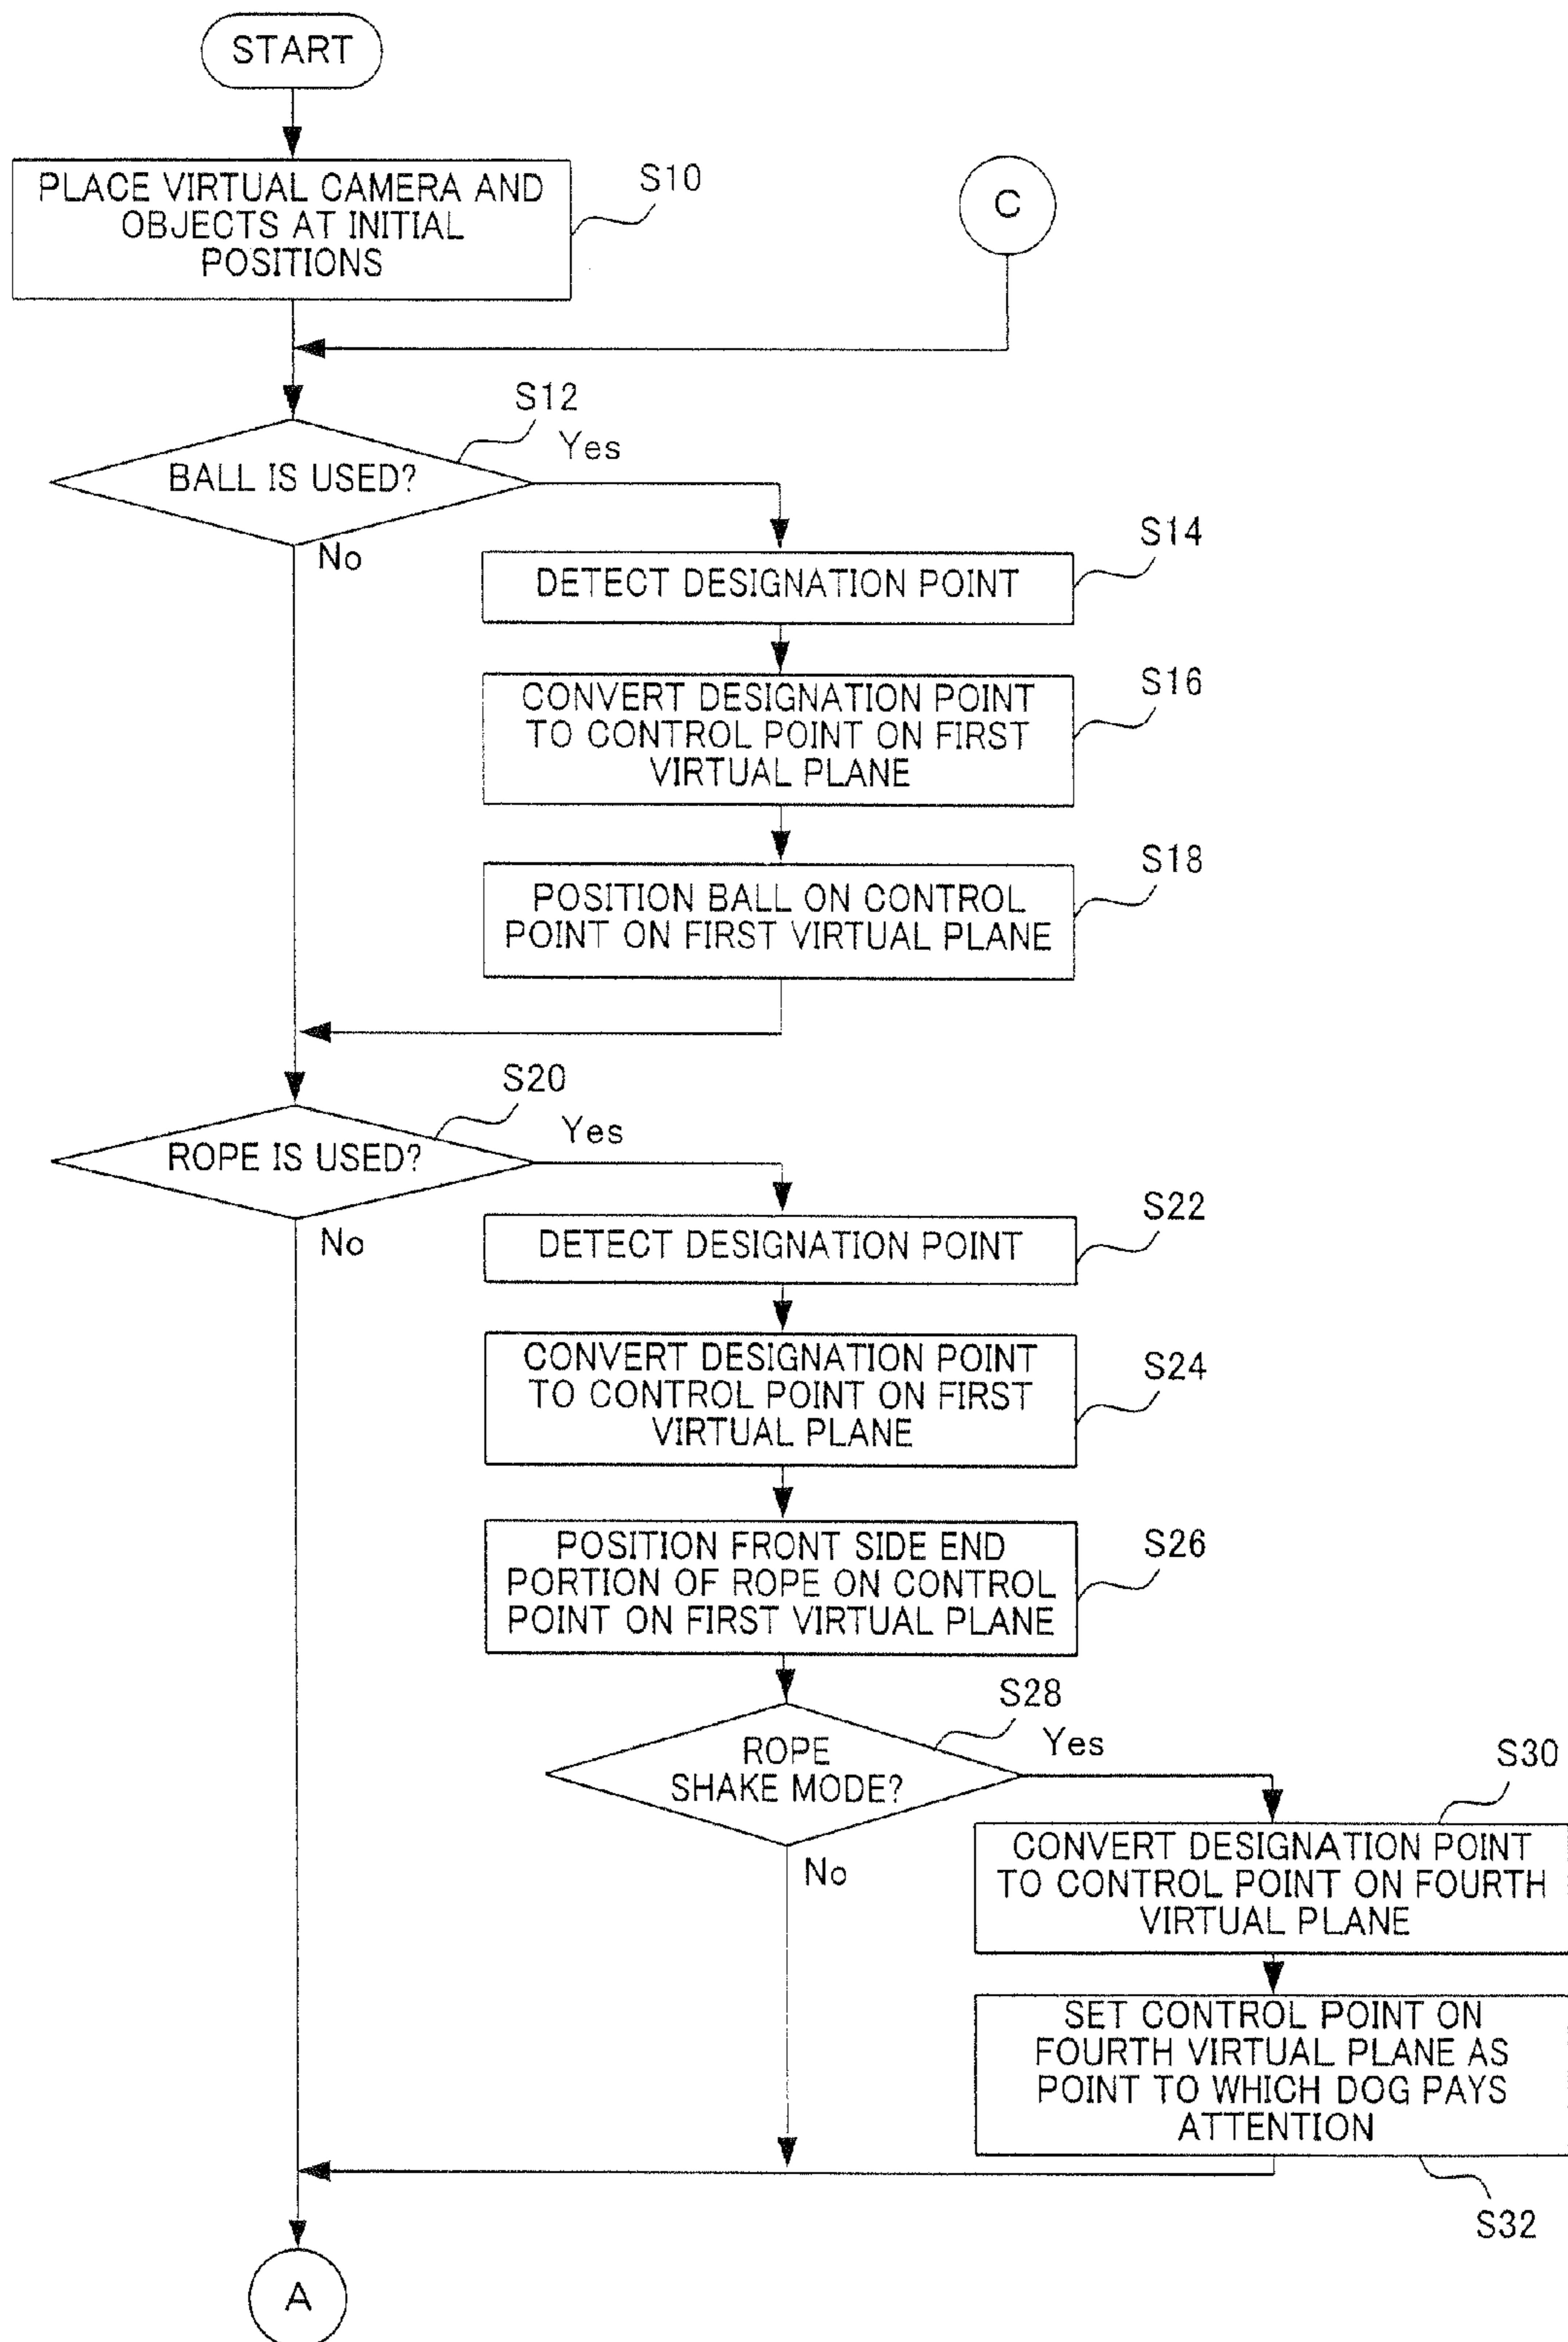 START
PLACE VIRTUAL CAMERA AND
OBJECTS AT INITIAL
POSITIONS
S10
C
S12
BALL IS USED?
Yes
No
S14
DETECT DESIGNATION POINT
S16
CONVERT DESIGNATION POINT
TO CONTROL POINT ON FIRST
VIRTUAL PLANE
S18
POSITION BALL ON CONTROL
POINT ON FIRST VIRTUAL PLANE
S20
ROPE IS USED?
Yes
No
S22
DETECT DESIGNATION POINT
S24
CONVERT DESIGNATION POINT
TO CONTROL POINT ON FIRST
VIRTUAL PLANE
S26
POSITION FRONT SIDE END
PORTION OF ROPE ON CONTROL
POINT ON FIRST VIRTUAL PLANE
S28
ROPE
SHAKE MODE?
Yes
No
S30
CONVERT DESIGNATION POINT
TO CONTROL POINT ON FOURTH
VIRTUAL PLANE
SET CONTROL POINT ON
FOURTH VIRTUAL PLANE AS
POINT TO WHICH DOG PAYS
ATTENTION
S32
A